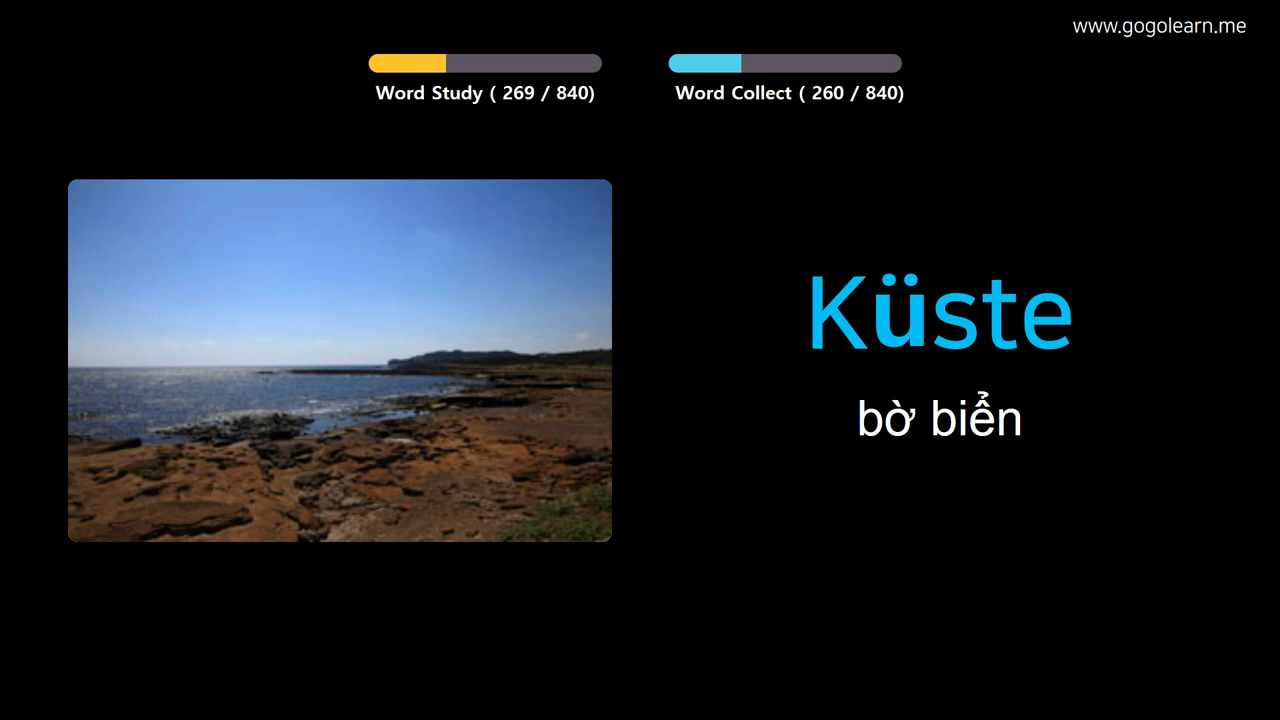 www.gogolearn.me
Word Study ( 269 / 840)
Word Collect ( 260 / 840)
Küste
bờ biển